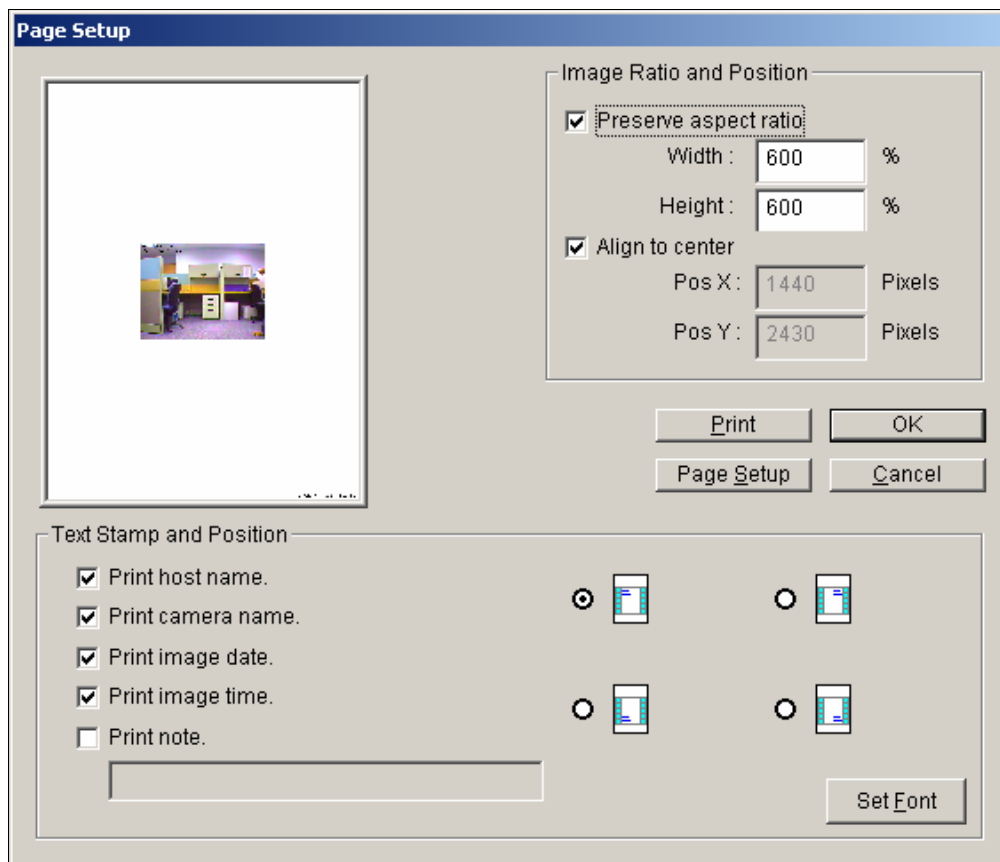 Page Setup
Image Ratio and Position
Preserve aspect ratio
Width : 600 %
Height : 600 %
Align to center
Pos X : 1440 Pixels
Pos Y : 2430 Pixels
Print OK
Page Setup Cancel
Text Stamp and Position
Print host name.
Print camera name.
Print image date.
Print image time.
Print note.
Set Font